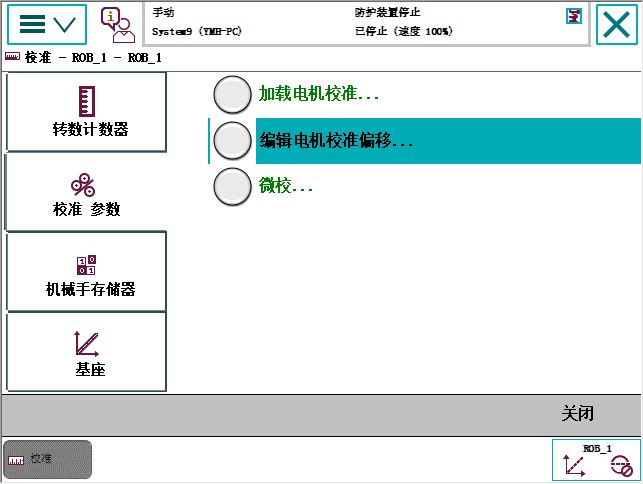 手动
防护装置停止
System9 (YMH-PC)
已停止 (速度 100%)
校准 - ROB_1 - ROB_1
转数计数器
校准 参数
机械手存储器
基座
加载电机校准...
编辑电机校准偏移...
微校...
关闭
校准
ROB_1